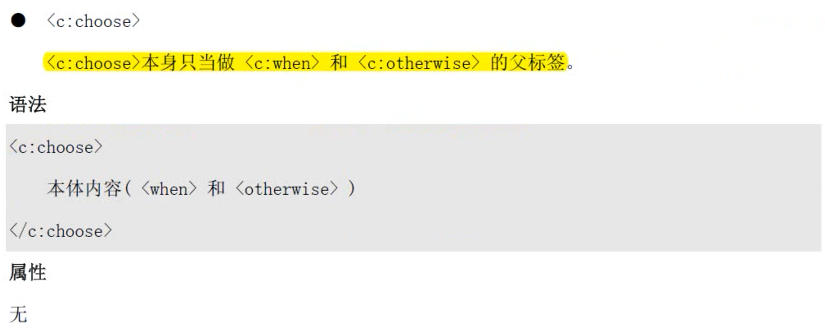 ● <c:choose>
<c:choose>本身只当做 <c:when> 和 <c:otherwise> 的父标签。
语法
<c:choose>
本体内容( <when> 和 <otherwise> )
</c:choose>
属性
无